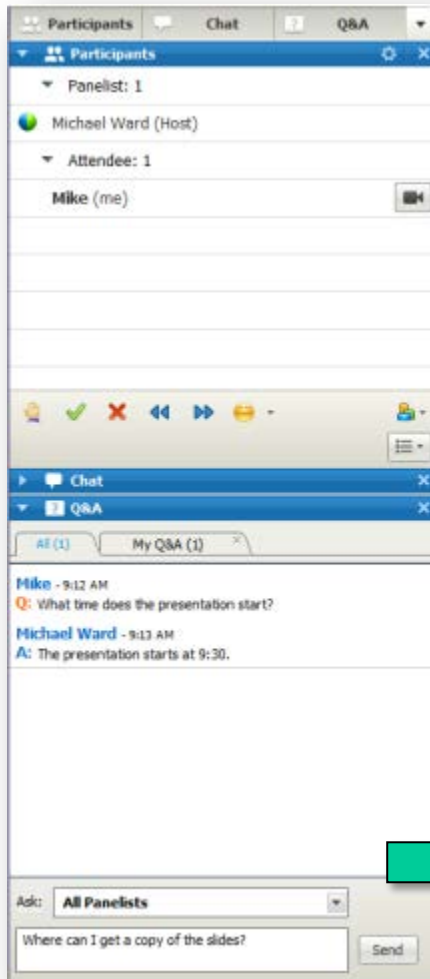 Participants Chat ? Q&A
Participants
Panelist: 1
Michael Ward (Host)
Attendee: 1
Mike (me)
Chat
? Q&A
All (1) My Q&A (1)
Mike - 9:12 AM
Q: What time does the presentation start?
Michael Ward - 9:13 AM
A: The presentation starts at 9:30.
Ask: All Panelists
Where can I get a copy of the slides?
Send